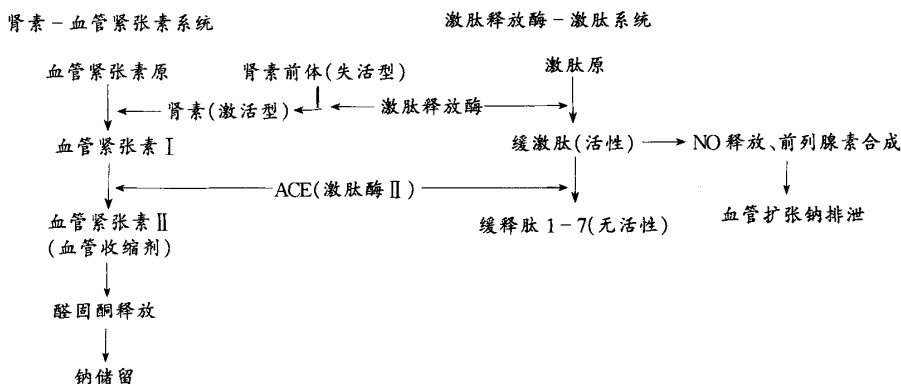 肾素-血管紧张素系统 激肽释放酶-激肽系统
血管紧张素原 肾素前体(失活型) 激肽原
肾素(激活型) 激肽释放酶
血管紧张素Ⅰ 缓激肽(活性) NO释放、前列腺素合成
ACE(激肽酶Ⅱ)
血管紧张素Ⅱ 缓释肽1-7(无活性) 血管扩张钠排泄
(血管收缩剂)
醛固酮释放
钠储留